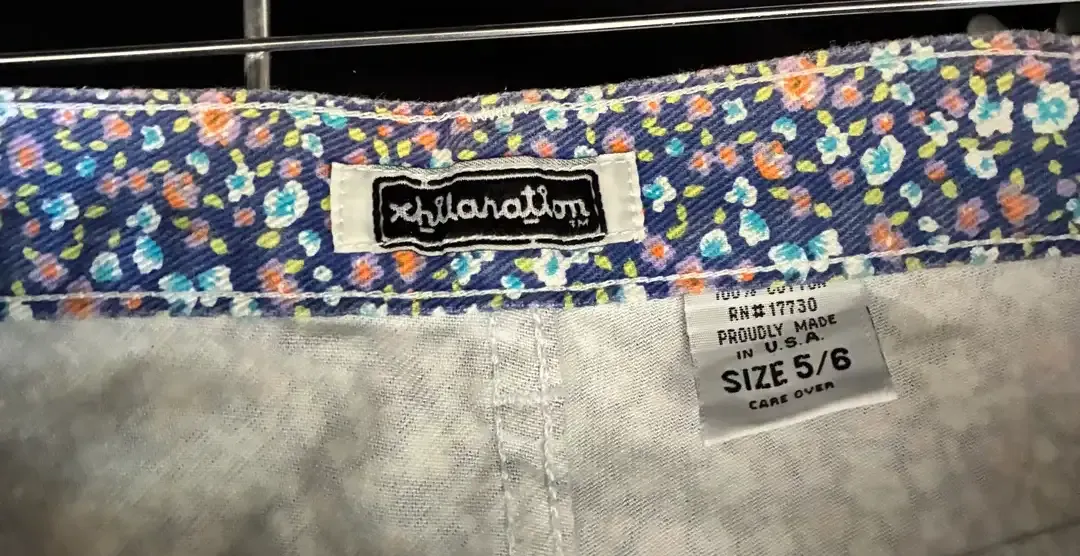 xhilaration
TM
100% COTTON
RN#17730
PROUDLY MADE
IN U.S.A.
SIZE 5/6
CARE OVER